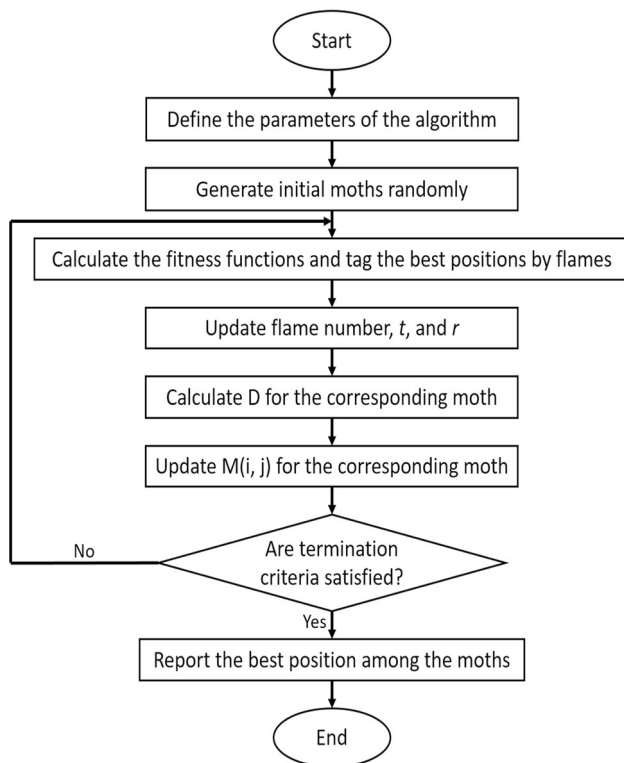 Start
Define the parameters of the algorithm
Generate initial moths randomly
Calculate the fitness functions and tag the best positions by flames
Update flame number, t, and r
Calculate D for the corresponding moth
Update M(i, j) for the corresponding moth
Are termination
criteria satisfied?
No
Yes
Report the best position among the moths
End